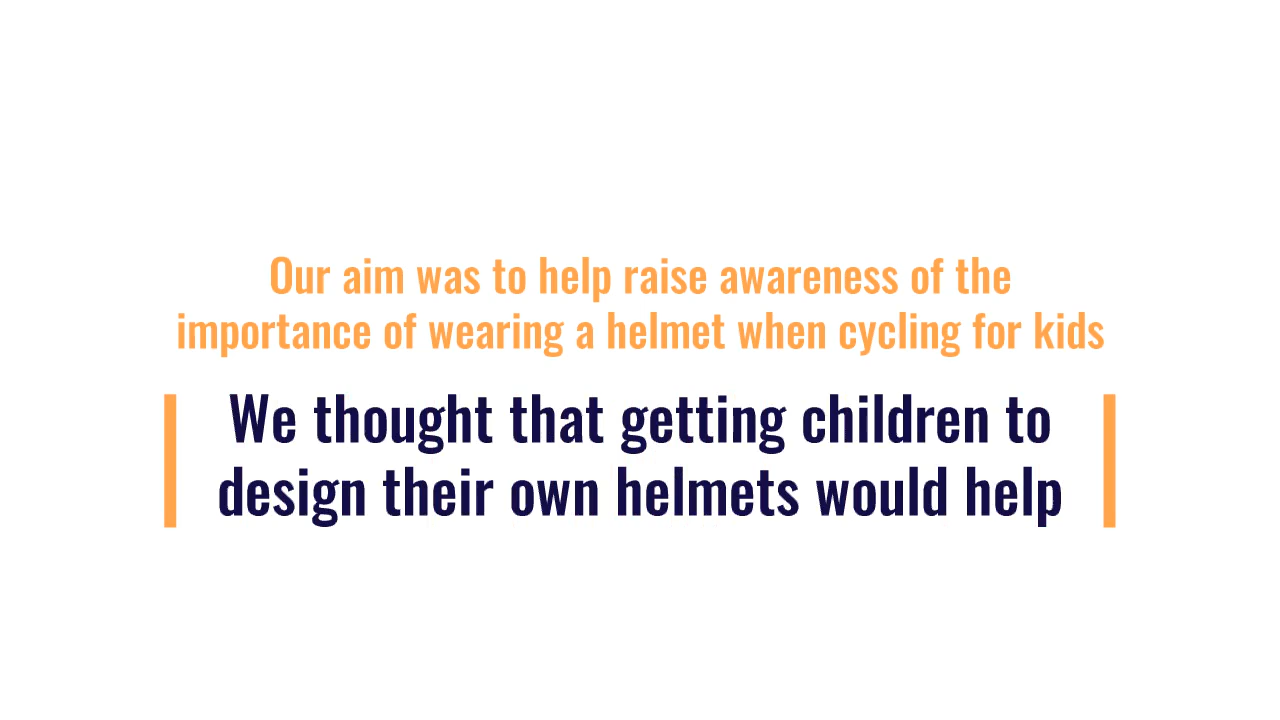 Our aim was to help raise awareness of the
importance of wearing a helmet when cycling for kids
We thought that getting children to
design their own helmets would help